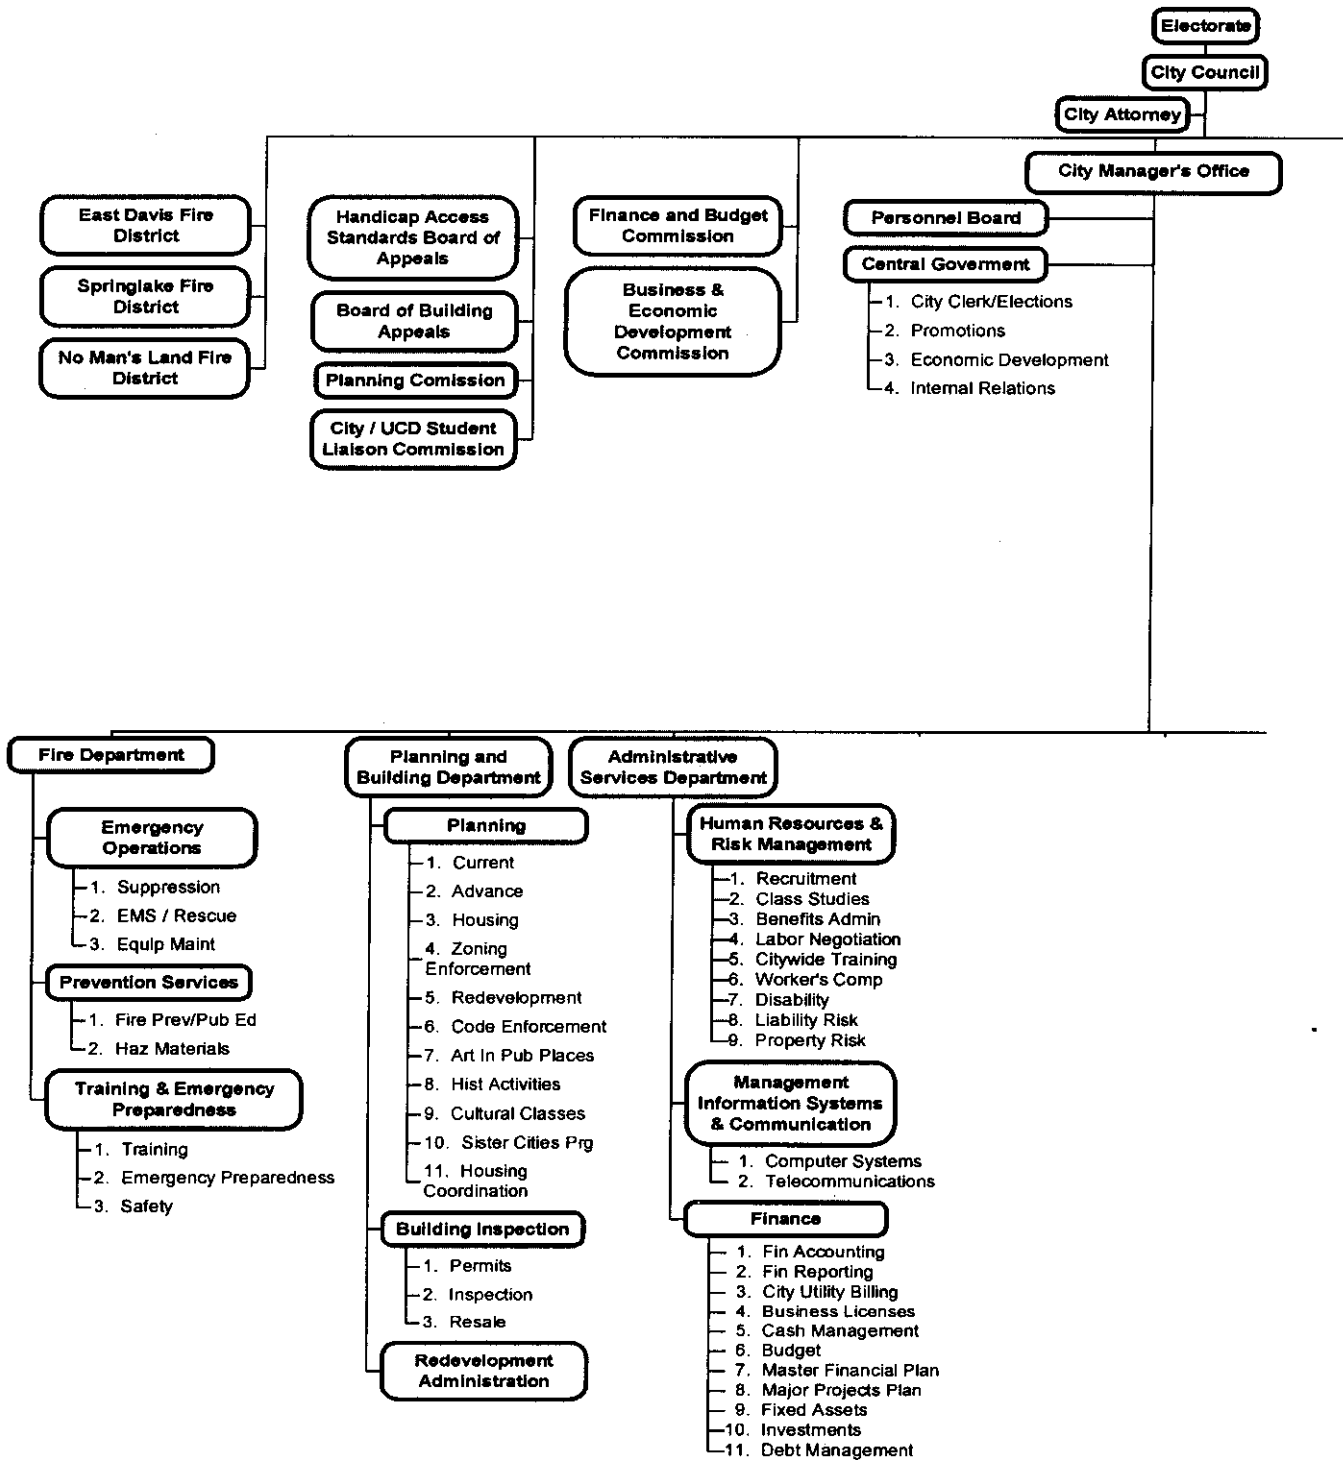 Electorate
City Council
City Attorney
City Manager's Office
East Davis Fire
District
Springlake Fire
District
No Man's Land Fire
District
Handicap Access
Standards Board of
Appeals
Board of Building
Appeals
Planning Comission
City / UCD Student
Liaison Commission
Finance and Budget
Commission
Business &
Economic
Development
Commission
Personnel Board
Central Goverment
1. City Clerk/Elections
2. Promotions
3. Economic Development
4. Internal Relations
Fire Department
Emergency
Operations
1. Suppression
2. EMS / Rescue
3. Equip Maint
Prevention Services
1. Fire Prev/Pub Ed
2. Haz Materials
Training & Emergency
Preparedness
1. Training
2. Emergency Preparedness
3. Safety
Planning and
Building Department
Planning
1. Current
2. Advance
3. Housing
4. Zoning
Enforcement
5. Redevelopment
6. Code Enforcement
7. Art In Pub Places
8. Hist Activities
9. Cultural Classes
10. Sister Cities Prg
11. Housing
Coordination
Building Inspection
1. Permits
2. Inspection
3. Resale
Redevelopment
Administration
Administrative
Services Department
Human Resources &
Risk Management
1. Recruitment
2. Class Studies
3. Benefits Admin
4. Labor Negotiation
5. Citywide Training
6. Worker's Comp
7. Disability
8. Liability Risk
9. Property Risk
Management
Information Systems
& Communication
1. Computer Systems
2. Telecommunications
Finance
1. Fin Accounting
2. Fin Reporting
3. City Utility Billing
4. Business Licenses
5. Cash Management
6. Budget
7. Master Financial Plan
8. Major Projects Plan
9. Fixed Assets
10. Investments
11. Debt Management